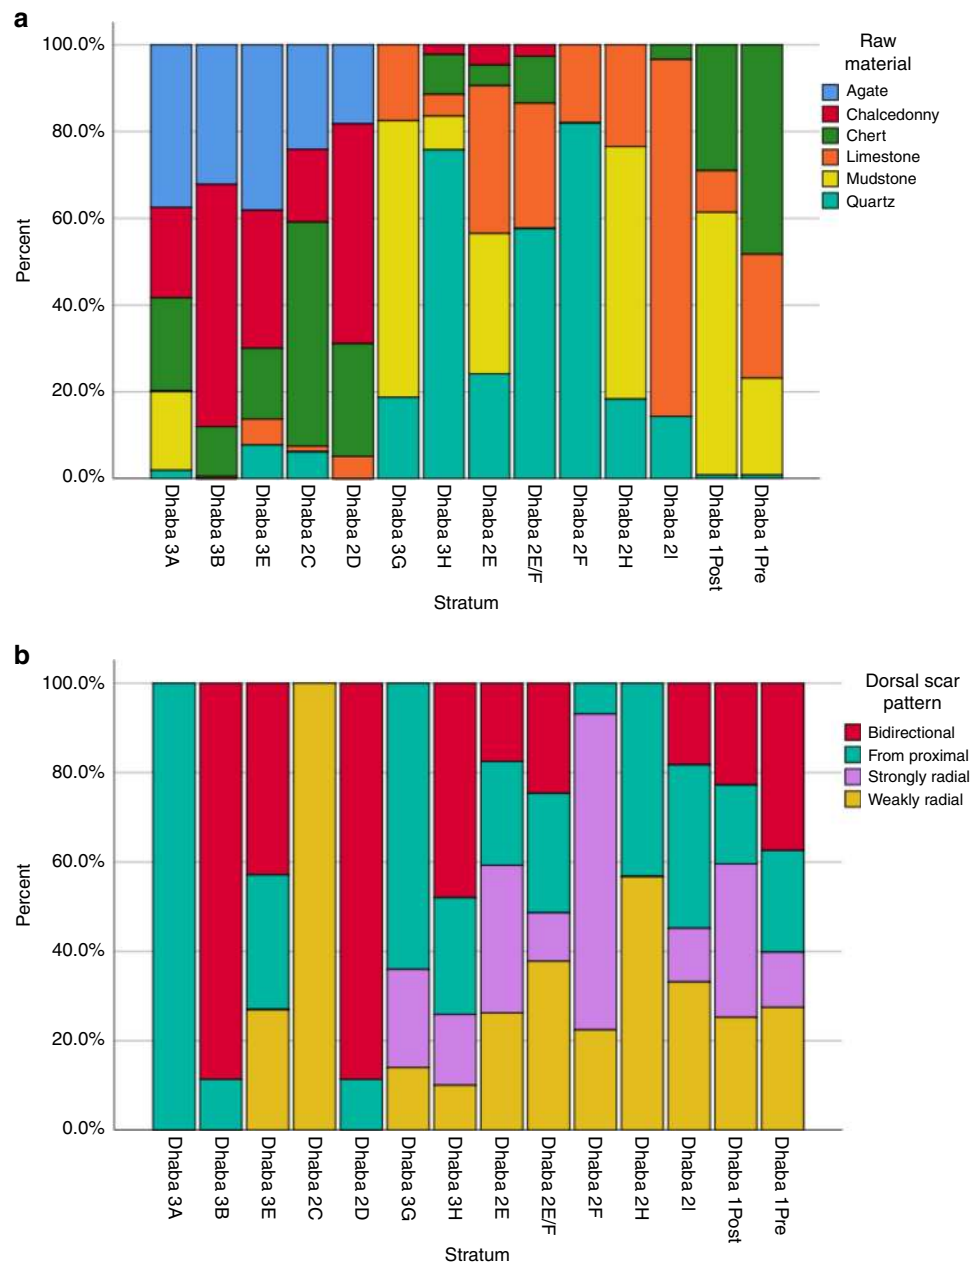 a
100.0%
80.0%
60.0%
40.0%
20.0%
0.0%
Percent
Dhaba 3A
Dhaba 3B
Dhaba 3E
Dhaba 2C
Dhaba 2D
Dhaba 3G
Dhaba 3H
Dhaba 2E
Dhaba 2E/F
Dhaba 2F
Dhaba 2H
Dhaba 2I
Dhaba 1Post
Dhaba 1Pre
Stratum
Raw
material
Agate
Chalcedonny
Chert
Limestone
Mudstone
Quartz
b
100.0%
80.0%
60.0%
40.0%
20.0%
0.0%
Percent
Dhaba 3A
Dhaba 3B
Dhaba 3E
Dhaba 2C
Dhaba 2D
Dhaba 3G
Dhaba 3H
Dhaba 2E
Dhaba 2E/F
Dhaba 2F
Dhaba 2H
Dhaba 2I
Dhaba 1Post
Dhaba 1Pre
Stratum
Dorsal scar
pattern
Bidirectional
From proximal
Strongly radial
Weakly radial